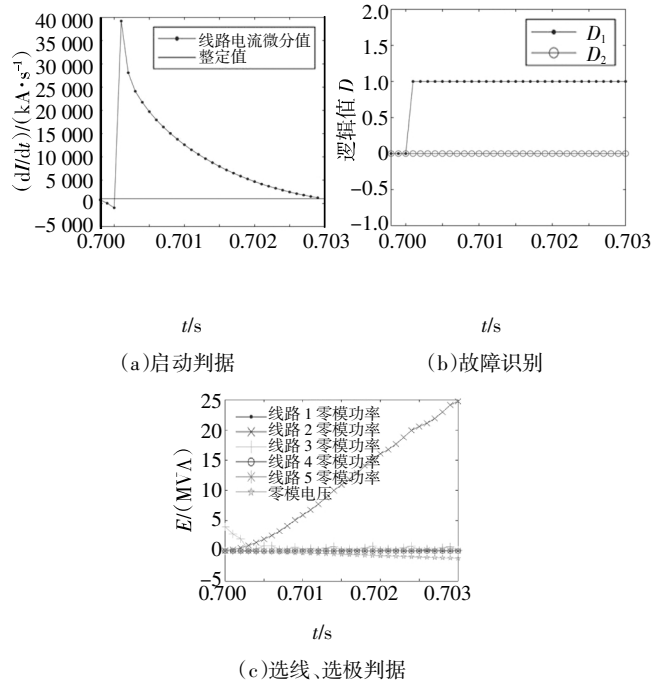 40 000
35 000
30 000
25 000
20 000
15 000
10 000
5 000
0
−5 000
(dI/dt)/(kA·s⁻¹)
线路电流微分值
整定值
0.700 0.701 0.702 0.703
t/s
(a)启动判据
2.0
1.5
1.0
0.5
0
−0.5
−1.0
逻辑值 D
D₁
D₂
0.700 0.701 0.702 0.703
t/s
(b)故障识别
25
20
15
10
5
0
−5
E/(MVA)
线路 1 零模功率
线路 2 零模功率
线路 3 零模功率
线路 4 零模功率
线路 5 零模功率
零模电压
0.700 0.701 0.702 0.703
t/s
(c)选线、选极判据